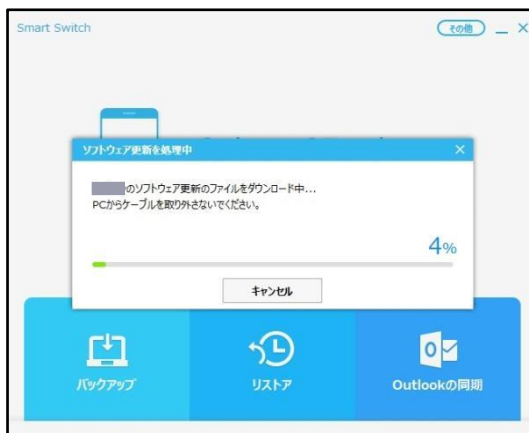 Smart Switch
その他
ソフトウェア更新を処理中
のソフトウェア更新のファイルをダウンロード中...
PCからケーブルを取り外さないでください。
4%
キャンセル
バックアップ
リストア
Outlookの同期